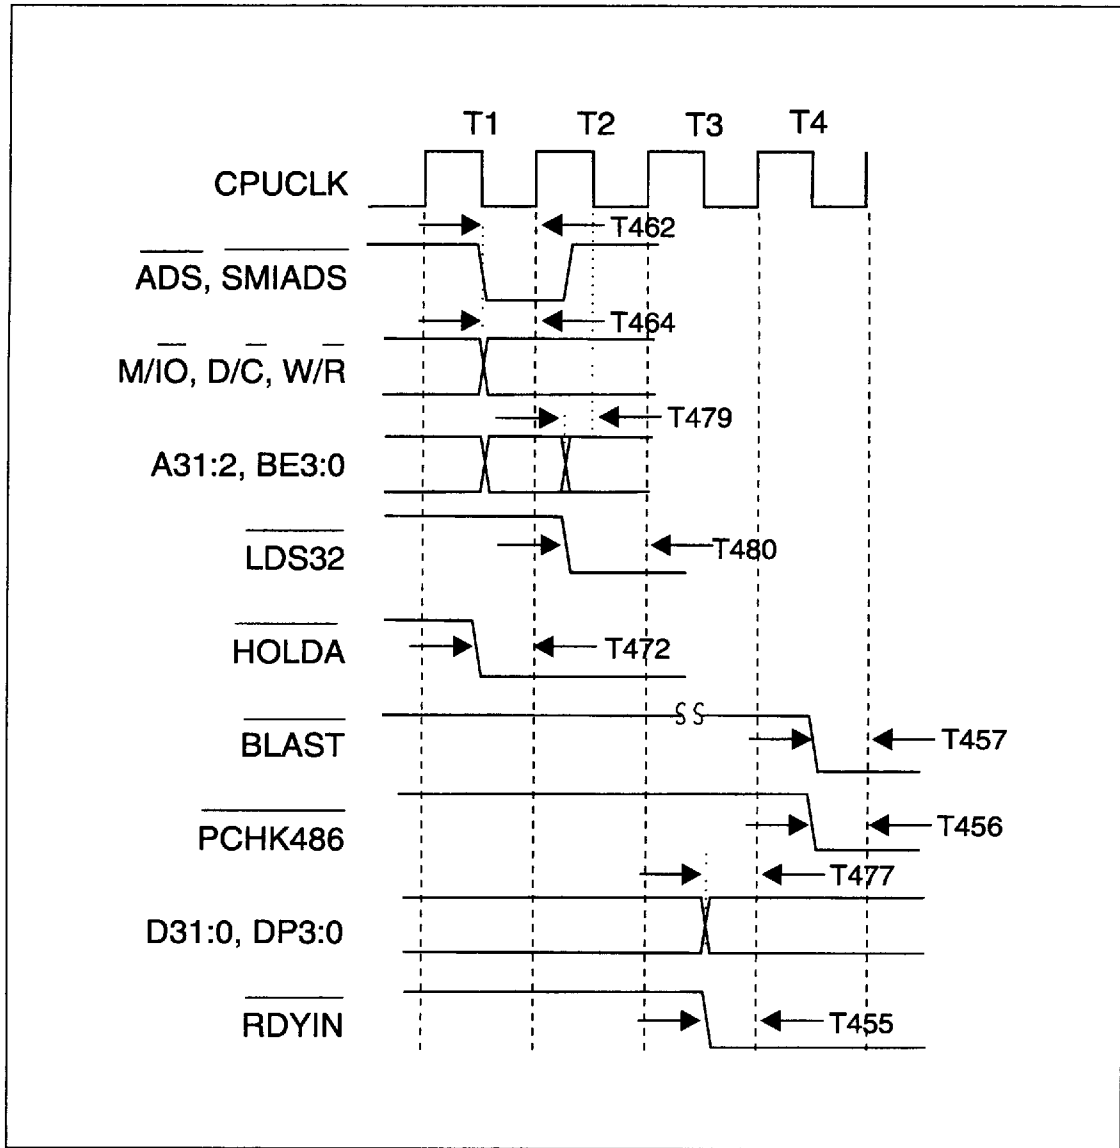 T1 T2 T3 T4
CPUCLK
T462
ADS, SMIADS
T464
M/IO, D/C, W/R
T479
A31:2, BE3:0
LDS32
T480
HOLDA
T472
BLAST
T457
PCHK486
T456
T477
D31:0, DP3:0
RDYIN
T455